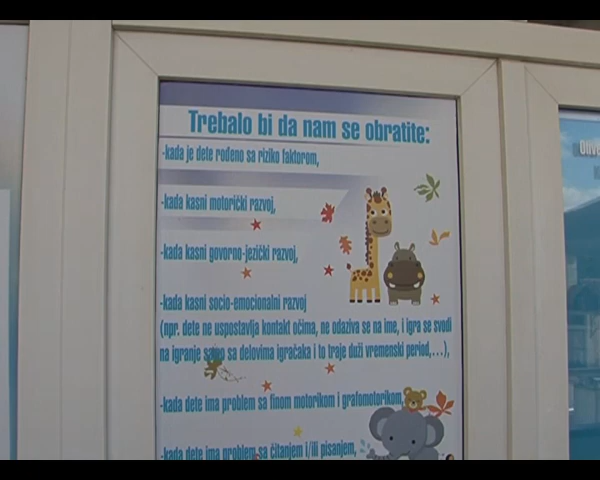 Trebalo bi da nam se obratite:
-kada je dete rođeno sa riziko faktorom,
-kada kasni motorički razvoj,
-kada kasni govorno-jezički razvoj,
-kada kasni socio-emocionalni razvoj
(npr. dete ne uspostavlja kontakt očima, ne odaziva se na ime, i igra se svodi
na igranje samo sa delovima igračaka i to traje duži vremenski period,...),
-kada dete ima problem sa finom motorikom i grafomotorikom,
-kada dete ima problem sa čitanjem i/ili pisanjem,